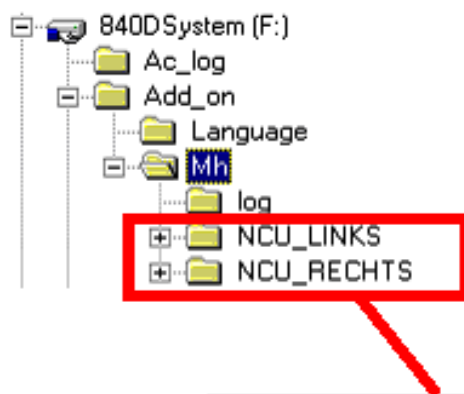 840DSystem (F:)
Ac_log
Add_on
Language
Mh
log
NCU_LINKS
NCU_RECHTS